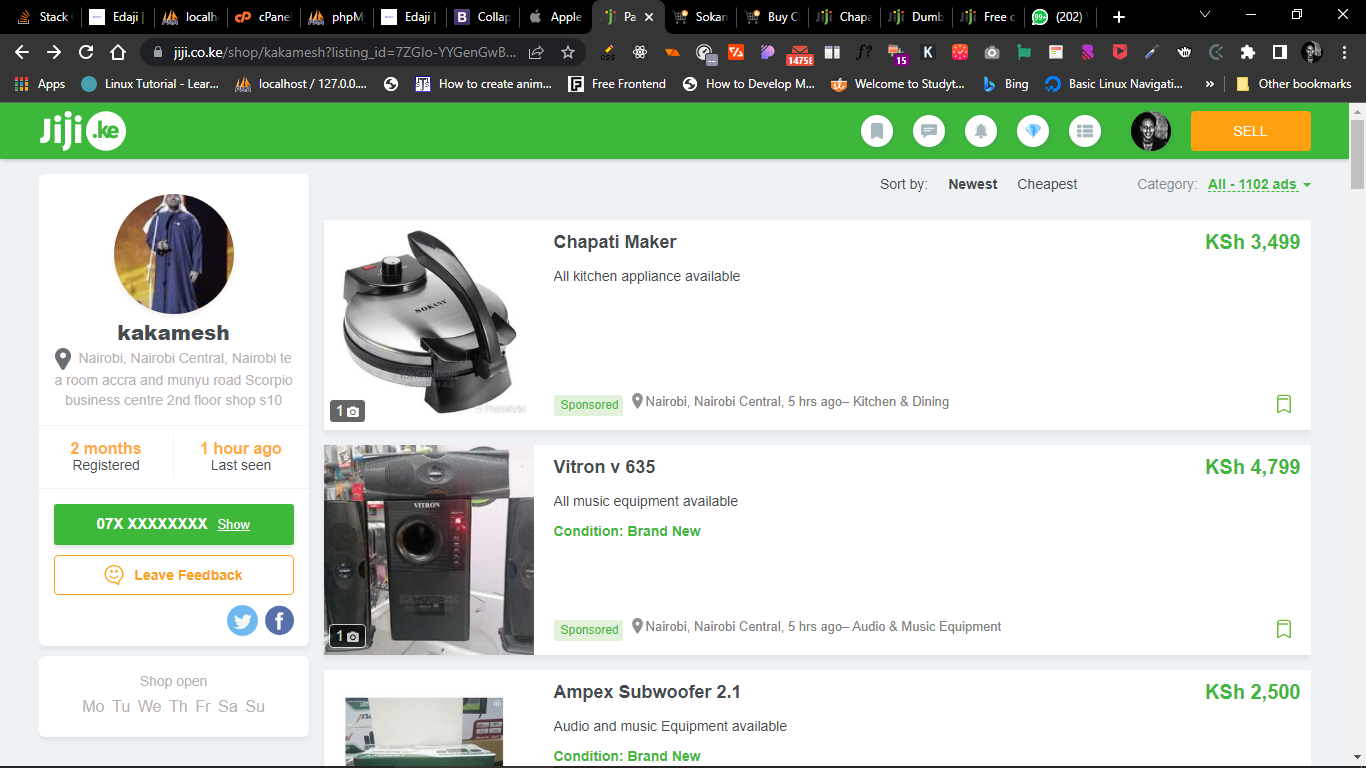 Stack
Edaji |
localh
cPanel
phpM
Edaji |
Collap
Apple
Pa
Sokan
Buy C
Chapa
Dumb
Free c
(202)
jiji.co.ke/shop/kakamesh?listing_id=7ZGIo-YYGenGwB...
14758
15
Apps
Linux Tutorial - Lear...
localhost / 127.0.0....
How to create anim...
Free Frontend
How to Develop M...
Welcome to Studyt...
Bing
Basic Linux Navigati...
»
Other bookmarks
Jiji .ke
SELL
kakamesh
Nairobi, Nairobi Central, Nairobi te
a room accra and munyu road Scorpio
business centre 2nd floor shop s10
2 months
Registered
1 hour ago
Last seen
07X XXXXXXXX Show
Leave Feedback
Shop open
Mo Tu We Th Fr Sa Su
Sort by: Newest Cheapest
Category: All - 1102 ads
SOKANY
KAKAMESH
1
Chapati Maker
KSh 3,499
All kitchen appliance available
Sponsored
Nairobi, Nairobi Central, 5 hrs ago– Kitchen & Dining
VITRON
KAKAMESH
1
Vitron v 635
KSh 4,799
All music equipment available
Condition: Brand New
Sponsored
Nairobi, Nairobi Central, 5 hrs ago– Audio & Music Equipment
Ampex Subwoofer 2.1
KSh 2,500
Audio and music Equipment available
Condition: Brand New